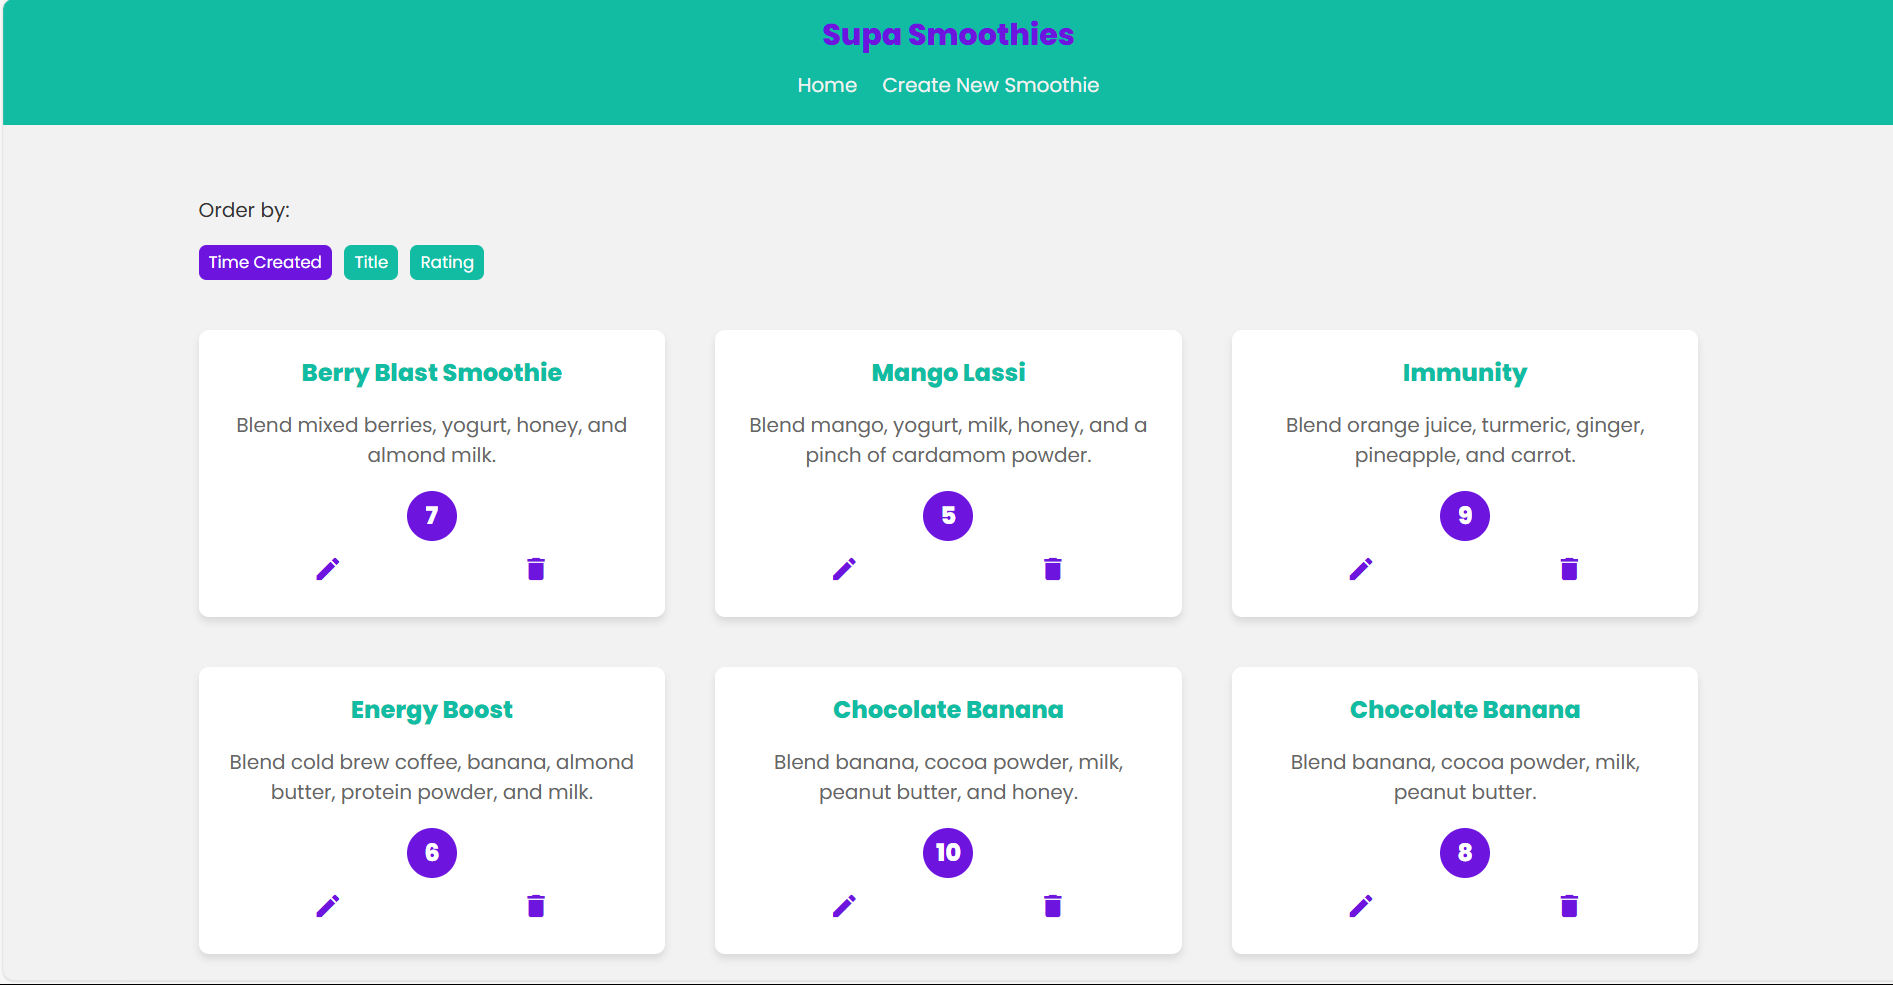 Supa Smoothies
Home Create New Smoothie
Order by:
Time Created Title Rating
Berry Blast Smoothie
Blend mixed berries, yogurt, honey, and
almond milk.
7
Mango Lassi
Blend mango, yogurt, milk, honey, and a
pinch of cardamom powder.
5
Immunity
Blend orange juice, turmeric, ginger,
pineapple, and carrot.
9
Energy Boost
Blend cold brew coffee, banana, almond
butter, protein powder, and milk.
6
Chocolate Banana
Blend banana, cocoa powder, milk,
peanut butter, and honey.
10
Chocolate Banana
Blend banana, cocoa powder, milk,
peanut butter.
8